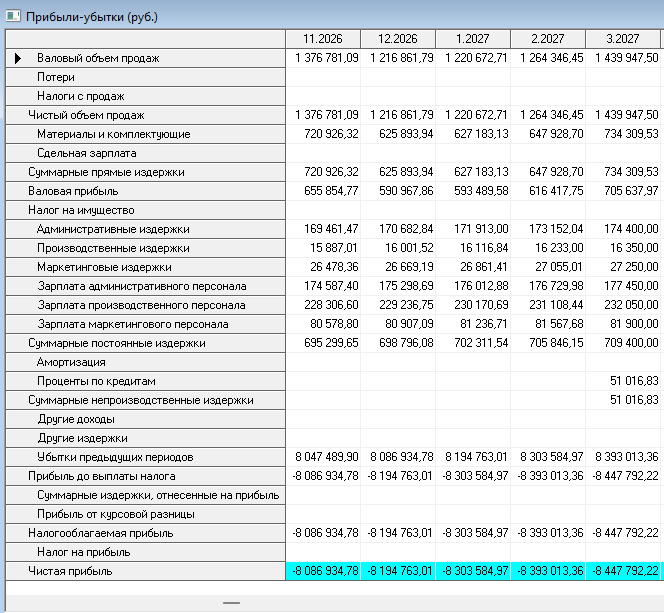 Прибыли-убытки (руб.)
11.2026 12.2026 1.2027 2.2027 3.2027
Валовый объем продаж 1 376 781,09 1 216 861,79 1 220 672,71 1 264 346,45 1 439 947,50
Потери
Налоги с продаж
Чистый объем продаж 1 376 781,09 1 216 861,79 1 220 672,71 1 264 346,45 1 439 947,50
Материалы и комплектующие 720 926,32 625 893,94 627 183,13 647 928,70 734 309,53
Сдельная зарплата
Суммарные прямые издержки 720 926,32 625 893,94 627 183,13 647 928,70 734 309,53
Валовая прибыль 655 854,77 590 967,86 593 489,58 616 417,75 705 637,97
Налог на имущество
Административные издержки 169 461,47 170 682,84 171 913,00 173 152,04 174 400,00
Производственные издержки 15 887,01 16 001,52 16 116,84 16 233,00 16 350,00
Маркетинговые издержки 26 478,36 26 669,19 26 861,41 27 055,01 27 250,00
Зарплата административного персонала 174 587,40 175 298,69 176 012,88 176 729,98 177 450,00
Зарплата производственного персонала 228 306,60 229 236,75 230 170,69 231 108,44 232 050,00
Зарплата маркетингового персонала 80 578,80 80 907,09 81 236,71 81 567,68 81 900,00
Суммарные постоянные издержки 695 299,65 698 796,08 702 311,54 705 846,15 709 400,00
Амортизация
Проценты по кредитам 51 016,83
Суммарные непроизводственные издержки 51 016,83
Другие доходы
Другие издержки
Убытки предыдущих периодов 8 047 489,90 8 086 934,78 8 194 763,01 8 303 584,97 8 393 013,36
Прибыль до выплаты налога -8 086 934,78 -8 194 763,01 -8 303 584,97 -8 393 013,36 -8 447 792,22
Суммарные издержки, отнесенные на прибыль
Прибыль от курсовой разницы
Налогооблагаемая прибыль -8 086 934,78 -8 194 763,01 -8 303 584,97 -8 393 013,36 -8 447 792,22
Налог на прибыль
Чистая прибыль -8 086 934,78 -8 194 763,01 -8 303 584,97 -8 393 013,36 -8 447 792,22